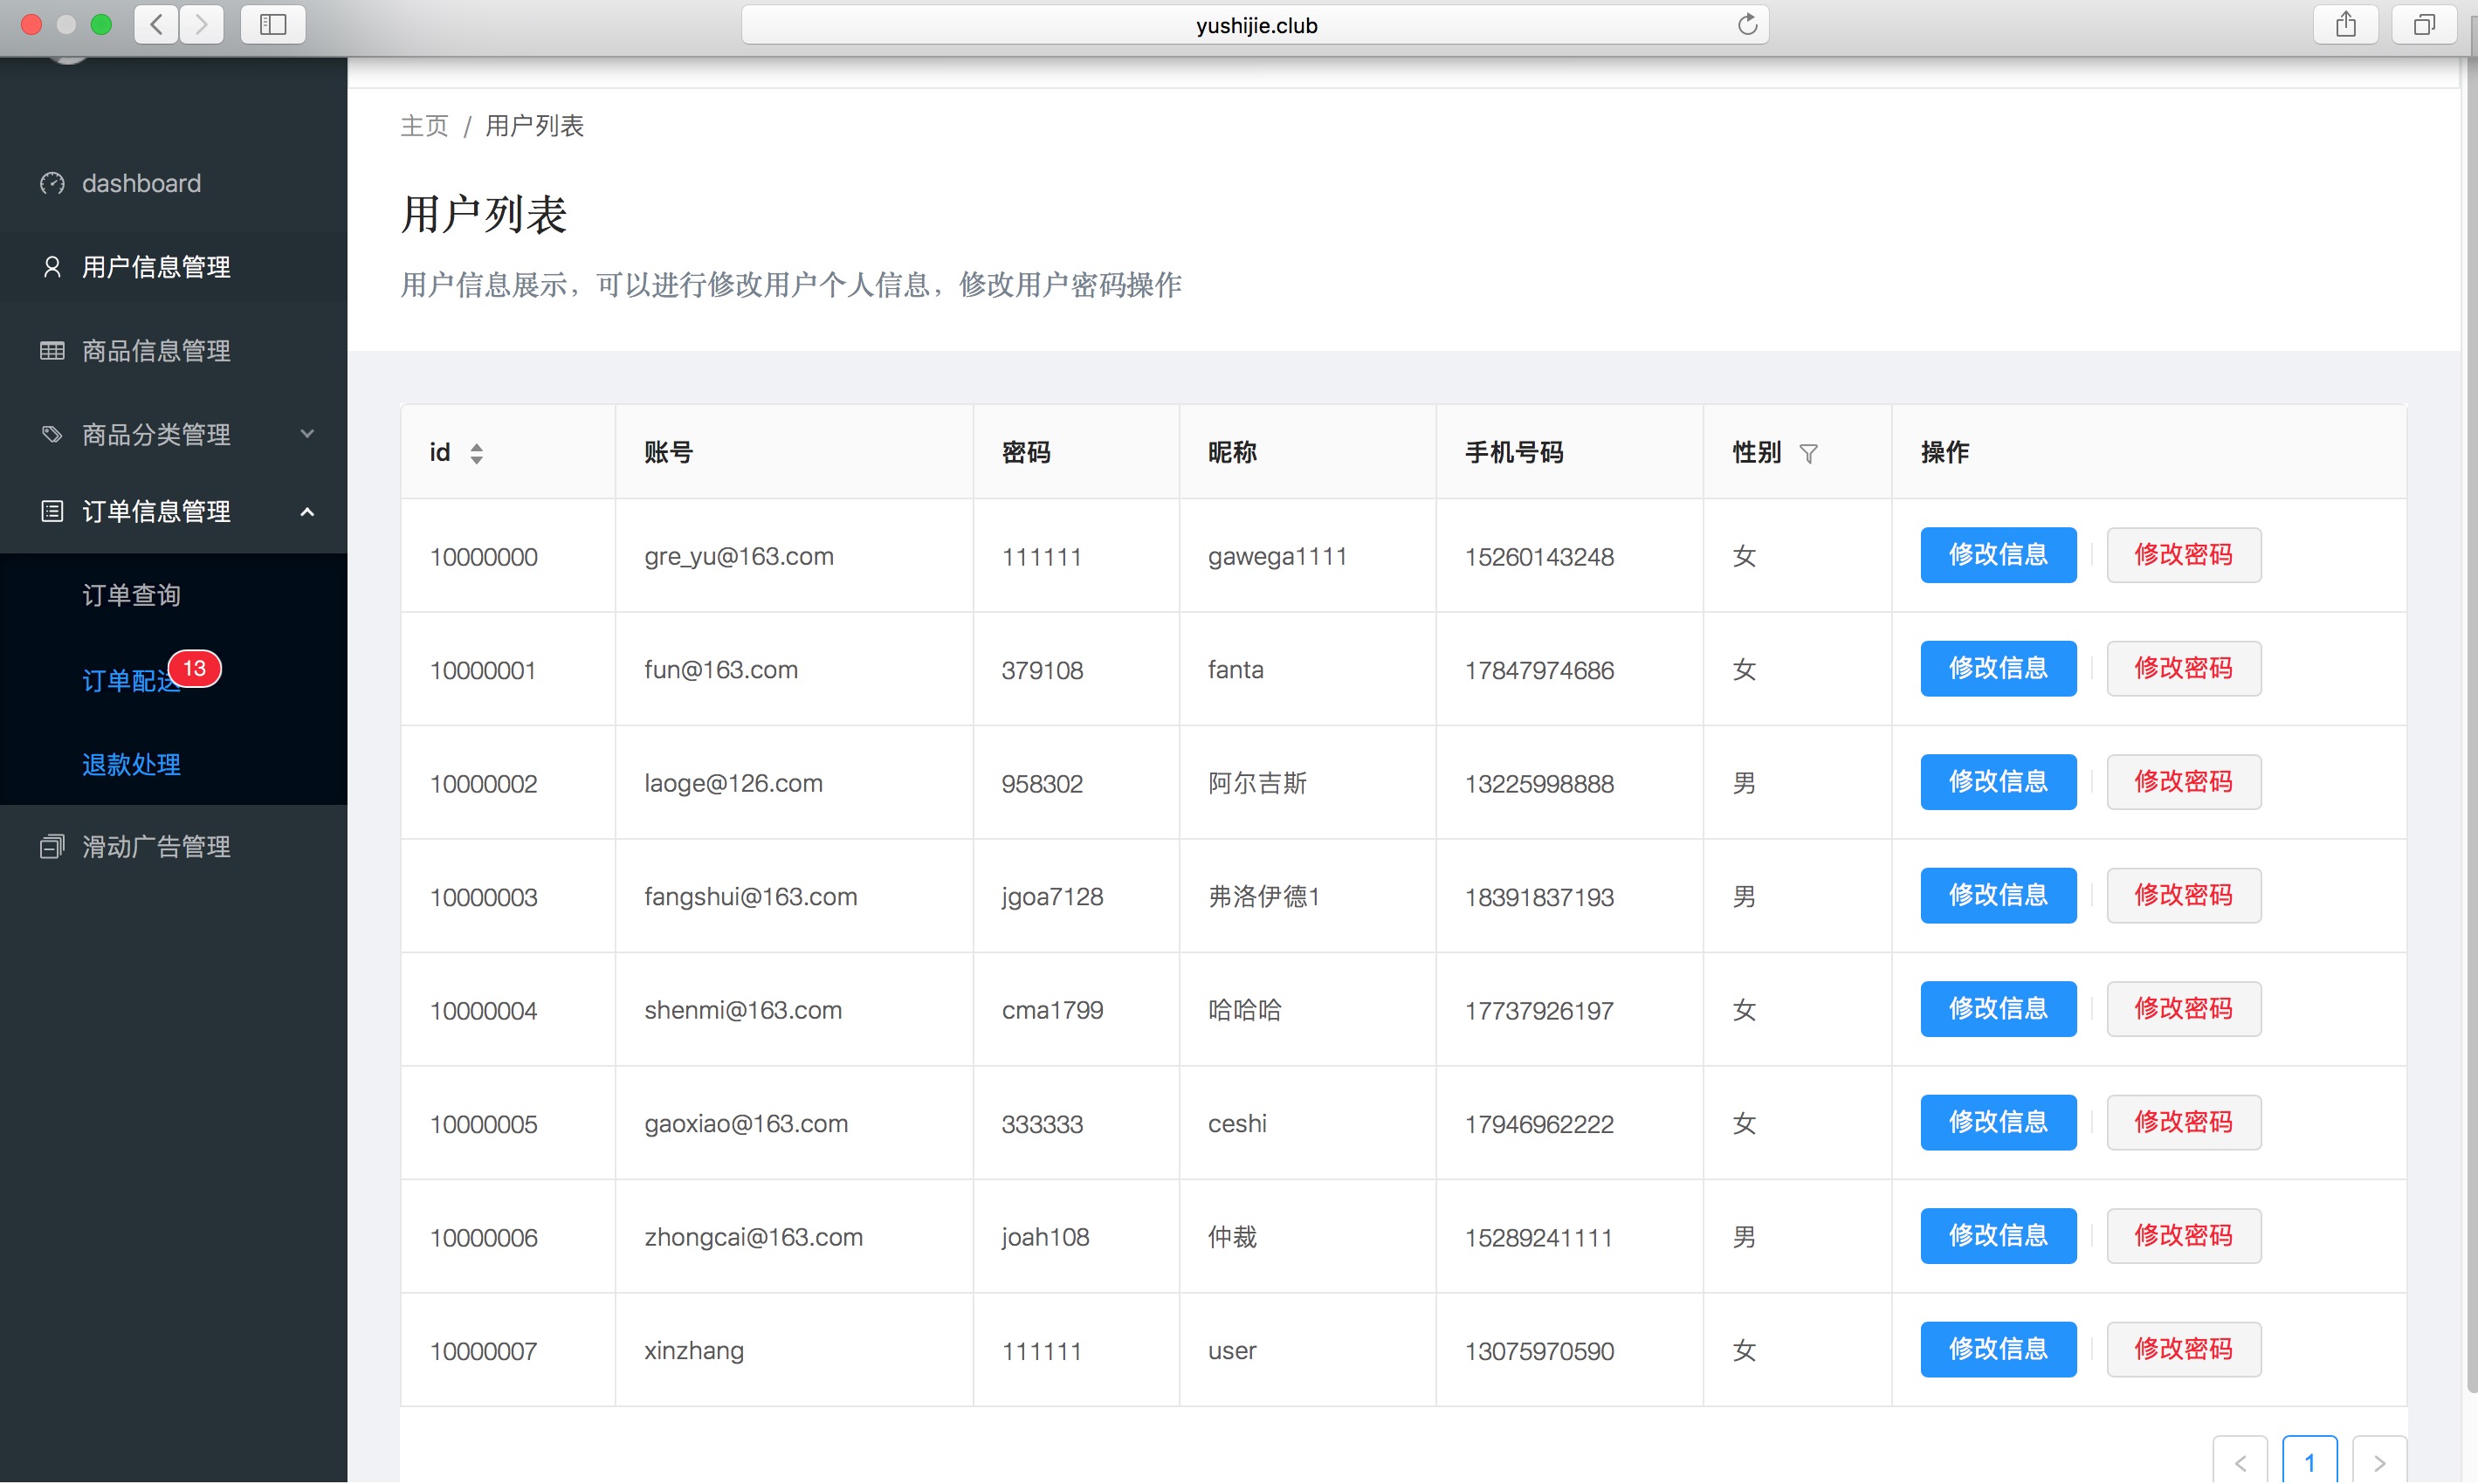 yushijie.club
主页 / 用户列表
用户列表
用户信息展示，可以进行修改用户个人信息，修改用户密码操作
dashboard
用户信息管理
商品信息管理
商品分类管理
订单信息管理
订单查询
订单配送 13
退款处理
滑动广告管理
id 账号 密码 昵称 手机号码 性别 操作
10000000 gre_yu@163.com 111111 gawega1111 15260143248 女 修改信息 修改密码
10000001 fun@163.com 379108 fanta 17847974686 女 修改信息 修改密码
10000002 laoge@126.com 958302 阿尔吉斯 13225998888 男 修改信息 修改密码
10000003 fangshui@163.com jgoa7128 弗洛伊德1 18391837193 男 修改信息 修改密码
10000004 shenmi@163.com cma1799 哈哈哈 17737926197 女 修改信息 修改密码
10000005 gaoxiao@163.com 333333 ceshi 17946962222 女 修改信息 修改密码
10000006 zhongcai@163.com joah108 仲裁 15289241111 男 修改信息 修改密码
10000007 xinzhang 111111 user 13075970590 女 修改信息 修改密码
< 1 >